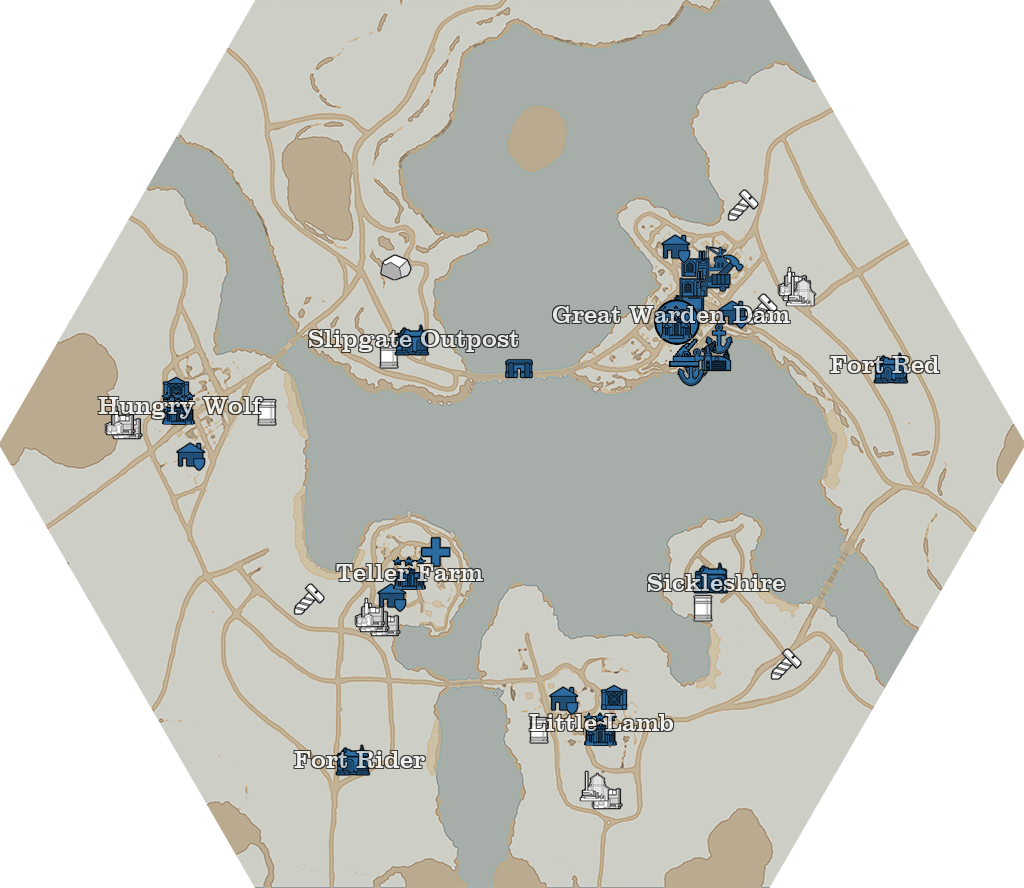 Great Warden Dam
Slipgate Outpost
Fort Red
Hungry Wolf
Teller Farm
Sickleshire
Little Lamb
Fort Rider